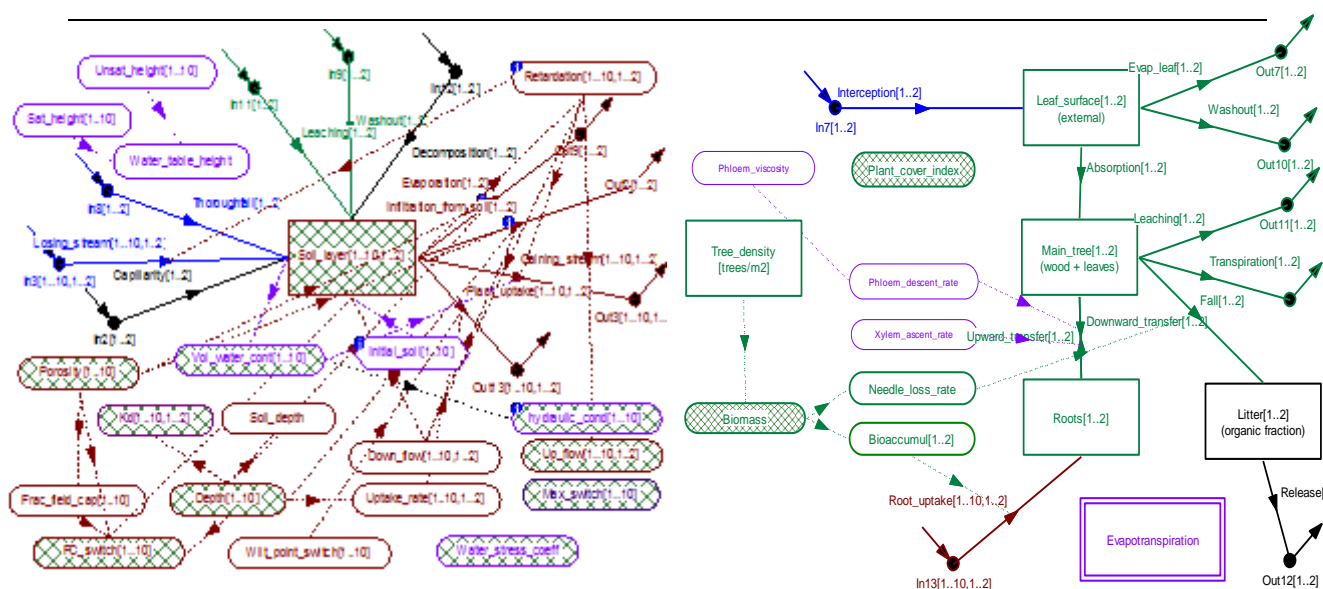 Unsat_height[1..10]
Sat_height[1..10]
Water_table_height
In11[1..2]
In9[1..2]
Leaching[1..2]
Washout[1..2]
Decomposition[1..2]
Retardation[1..10,1..2]
Evaporation[1..2]
Infiltration_from_soil[1..2]
Out2[1..2]
In8[1..2]
Thoroughfall[1..2]
Losing_stream[1..10,1..2]
In3[1..10,1..2]
Capillarity[1..2]
In2[1..2]
Soil_layer[1..10,1..2]
Gaining_stream[1..10,1..2]
Plant_uptake[1..10,1..2]
Out3[1..10,1..
Out13[1..10,1..2]
Porosity[1..10]
Vol_water_cont[1..10]
Initial_soil[1..10]
Kd[1..10,1..2]
Soil_depth
hydraulic_cond[1..10]
Down_flow[1..10,1..2]
Up_flow[1..10,1..2]
Frac_field_cap[1..10]
Depth[1..10]
Uptake_rate[1..10,1..2]
Max_switch[1..10]
FC_switch[1..10]
Wilt_point_switch[1..10]
Water_stress_coeff
Interception[1..2]
In7[1..2]
Leaf_surface[1..2]
(external)
Evap_leaf[1..2]
Out7[1..2]
Washout[1..2]
Out10[1..2]
Absorption[1..2]
Phloem_viscosity
Plant_cover_index
Tree_density
[trees/m2]
Main_tree[1..2]
(wood + leaves)
Leaching[1..2]
Out11[1..2]
Transpiration[1..2]
Fall[1..2]
Phloem_descent_rate
Xylem_ascent_rate
Upward_transfer[1..2]
Downward_transfer[1..2]
Needle_loss_rate
Biomass
Bioaccumul[1..2]
Roots[1..2]
Litter[1..2]
(organic fraction)
Root_uptake[1..10,1..2]
In13[1..10,1..2]
Evapotranspiration
Release[
Out12[1..2]